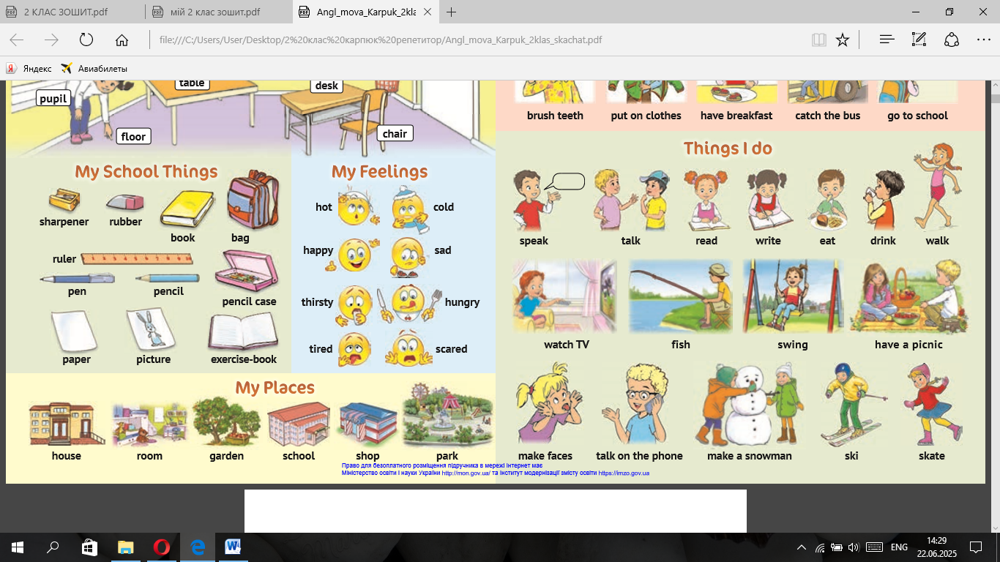 2 КЛАС ЗОШИТ.pdf
мій 2 клас зошит.pdf
Angl_mova_Karpuk_2kla
file:///C:/Users/User/Desktop/2%20клас%20карпюк%20репетитор/Angl_mova_Karpuk_2klas_skachat.pdf
Яндекс
Авиабилеты
pupil
table
desk
floor
chair
brush teeth
put on clothes
have breakfast
catch the bus
go to school
My School Things
sharpener
rubber
book
bag
ruler
pen
pencil
pencil case
paper
picture
exercise-book
My Feelings
hot
cold
happy
sad
thirsty
hungry
tired
scared
Things I do
speak
talk
read
write
eat
drink
walk
watch TV
fish
swing
have a picnic
make faces
talk on the phone
make a snowman
ski
skate
My Places
house
room
garden
school
shop
park
Право для безоплатного розміщення підручника в мережі Інтернет має
Міністерство освіти і науки України http://mon.gov.ua/ та Інститут модернізації змісту освіти https://imzo.gov.ua
ENG
14:29
22.06.2025